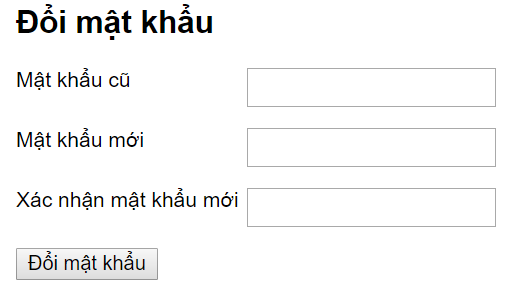 Đổi mật khẩu
Mật khẩu cũ
Mật khẩu mới
Xác nhận mật khẩu mới
Đổi mật khẩu